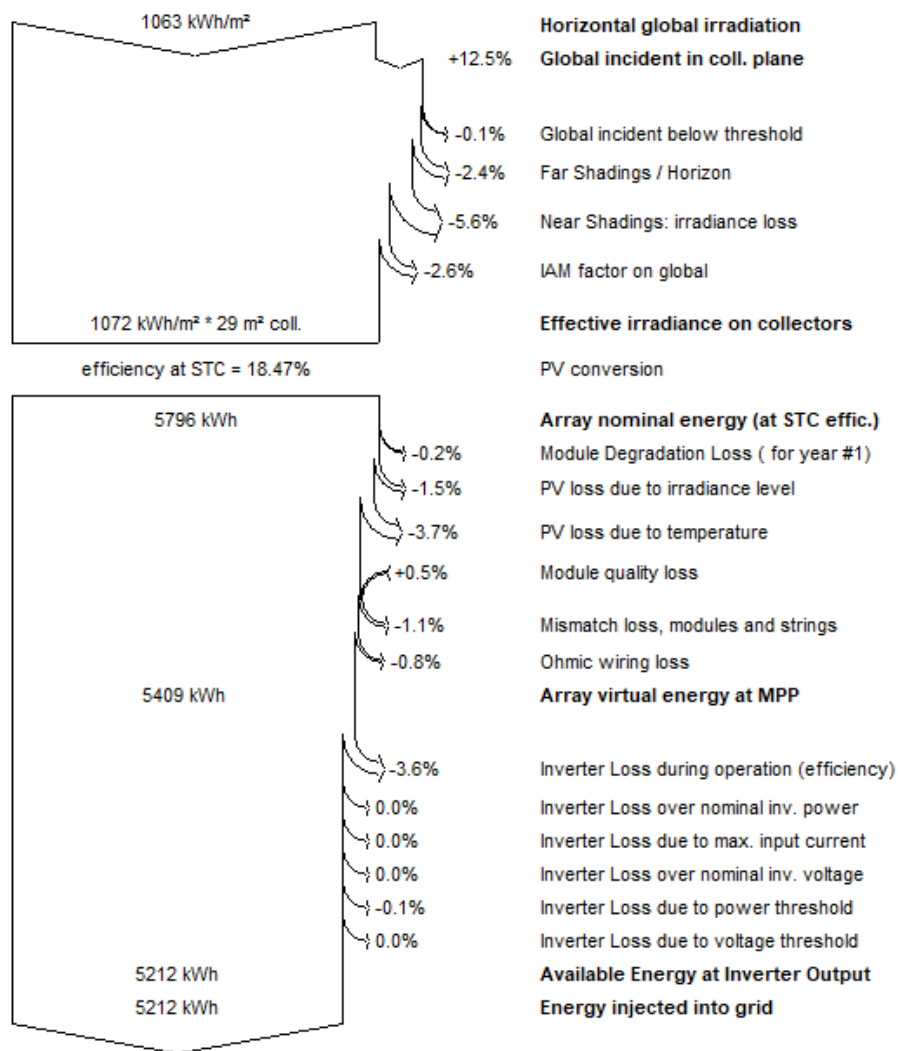 1063 kWh/m² Horizontal global irradiation
+12.5% Global incident in coll. plane
-0.1% Global incident below threshold
-2.4% Far Shadings / Horizon
-5.6% Near Shadings: irradiance loss
-2.6% IAM factor on global
1072 kWh/m² * 29 m² coll. Effective irradiance on collectors
efficiency at STC = 18.47% PV conversion
5796 kWh Array nominal energy (at STC effic.)
-0.2% Module Degradation Loss ( for year #1)
-1.5% PV loss due to irradiance level
-3.7% PV loss due to temperature
+0.5% Module quality loss
-1.1% Mismatch loss, modules and strings
-0.8% Ohmic wiring loss
5409 kWh Array virtual energy at MPP
-3.6% Inverter Loss during operation (efficiency)
0.0% Inverter Loss over nominal inv. power
0.0% Inverter Loss due to max. input current
0.0% Inverter Loss over nominal inv. voltage
-0.1% Inverter Loss due to power threshold
0.0% Inverter Loss due to voltage threshold
5212 kWh Available Energy at Inverter Output
5212 kWh Energy injected into grid